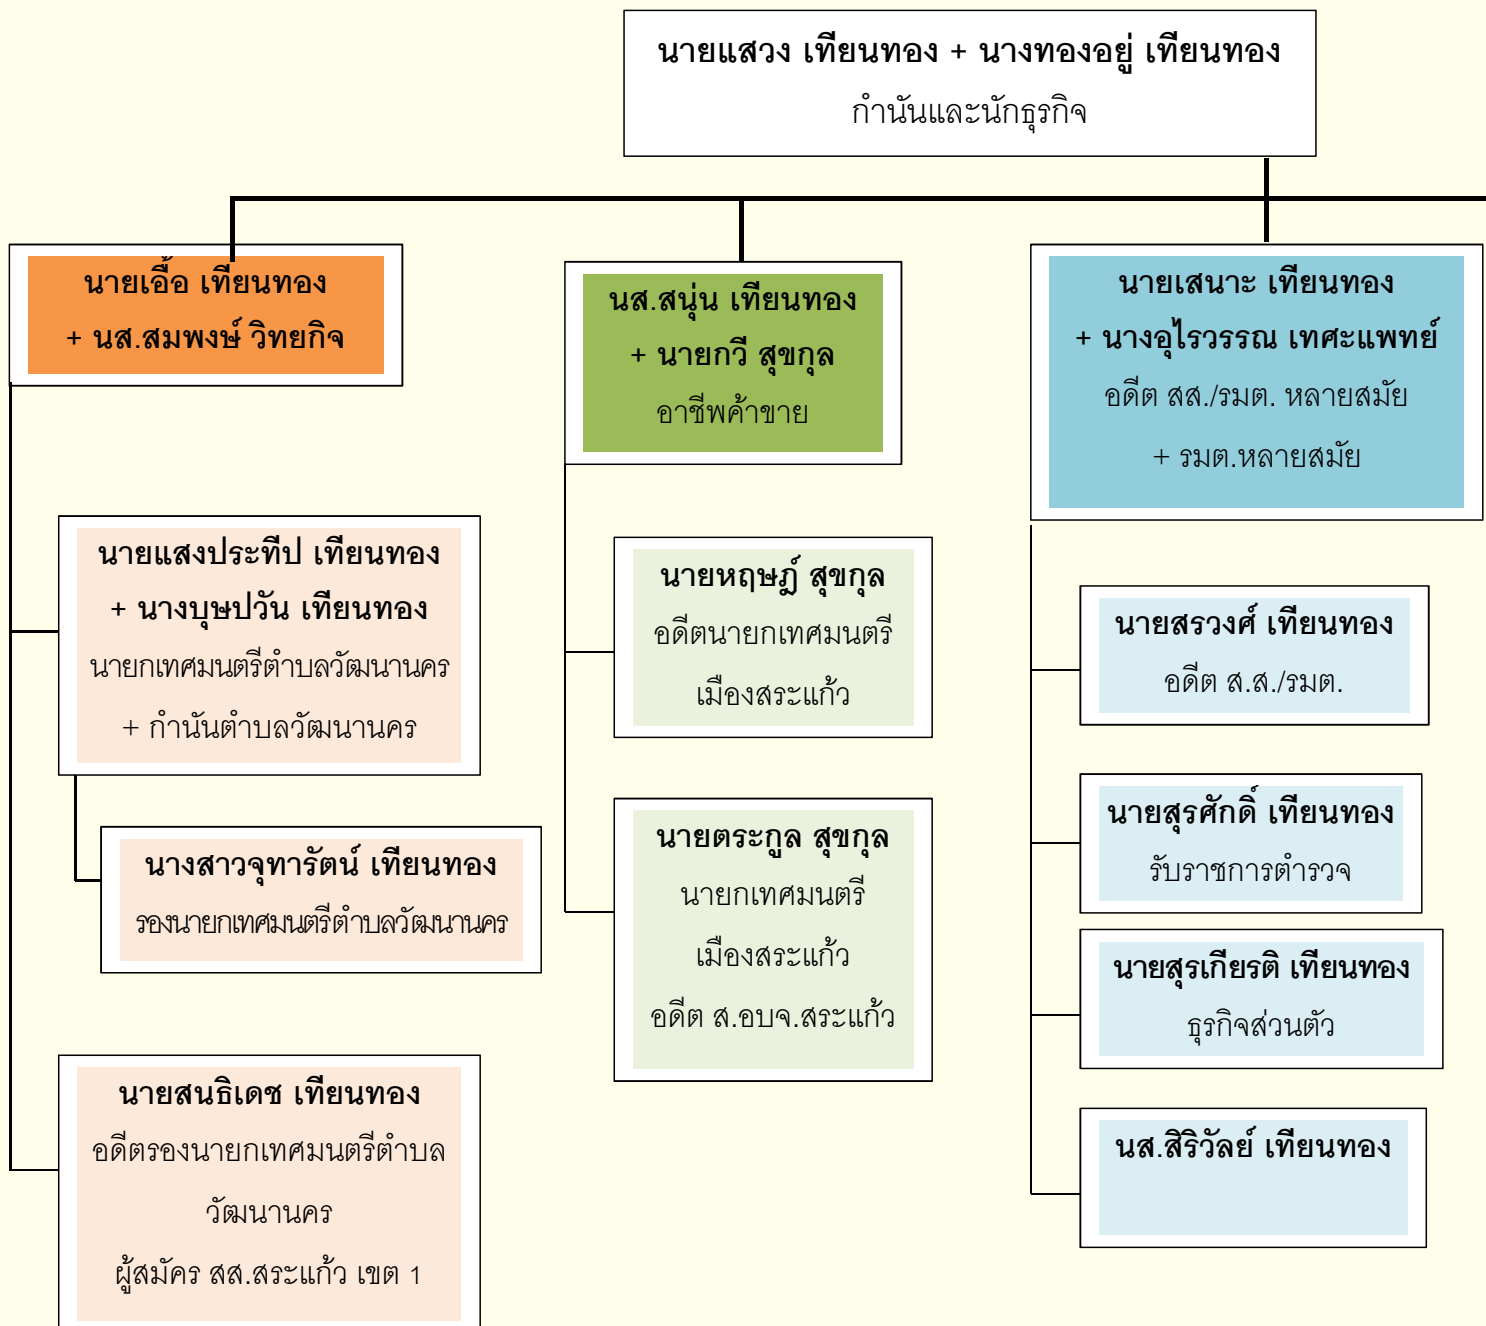 นายแสวง เทียนทอง + นางทองอยู่ เทียนทอง
กำนันและนักธุรกิจ
นายเอื้อ เทียนทอง
+ นส.สมพงษ์ วิทยกิจ
นายแสงประทีป เทียนทอง
+ นางบุษปวัน เทียนทอง
นายกเทศมนตรีตำบลวัฒนานคร
+ กำนันตำบลวัฒนานคร
นางสาวจุฑารัตน์ เทียนทอง
รองนายกเทศมนตรีตำบลวัฒนานคร
นายสนธิเดช เทียนทอง
อดีตรองนายกเทศมนตรีตำบล
วัฒนานคร
ผู้สมัคร สส.สระแก้ว เขต 1
นส.สนุ่น เทียนทอง
+ นายกวี สุขกุล
อาชีพค้าขาย
นายหฤษฎ์ สุขกุล
อดีตนายกเทศมนตรี
เมืองสระแก้ว
นายตระกูล สุขกุล
นายกเทศมนตรี
เมืองสระแก้ว
อดีต ส.อบจ.สระแก้ว
นายเสนาะ เทียนทอง
+ นางอุไรวรรณ เทศะแพทย์
อดีต สส./รมต. หลายสมัย
+ รมต.หลายสมัย
นายสรวงศ์ เทียนทอง
อดีต ส.ส./รมต.
นายสุรศักดิ์ เทียนทอง
รับราชการตำรวจ
นายสุรเกียรติ เทียนทอง
ธุรกิจส่วนตัว
นส.สิริวัลย์ เทียนทอง